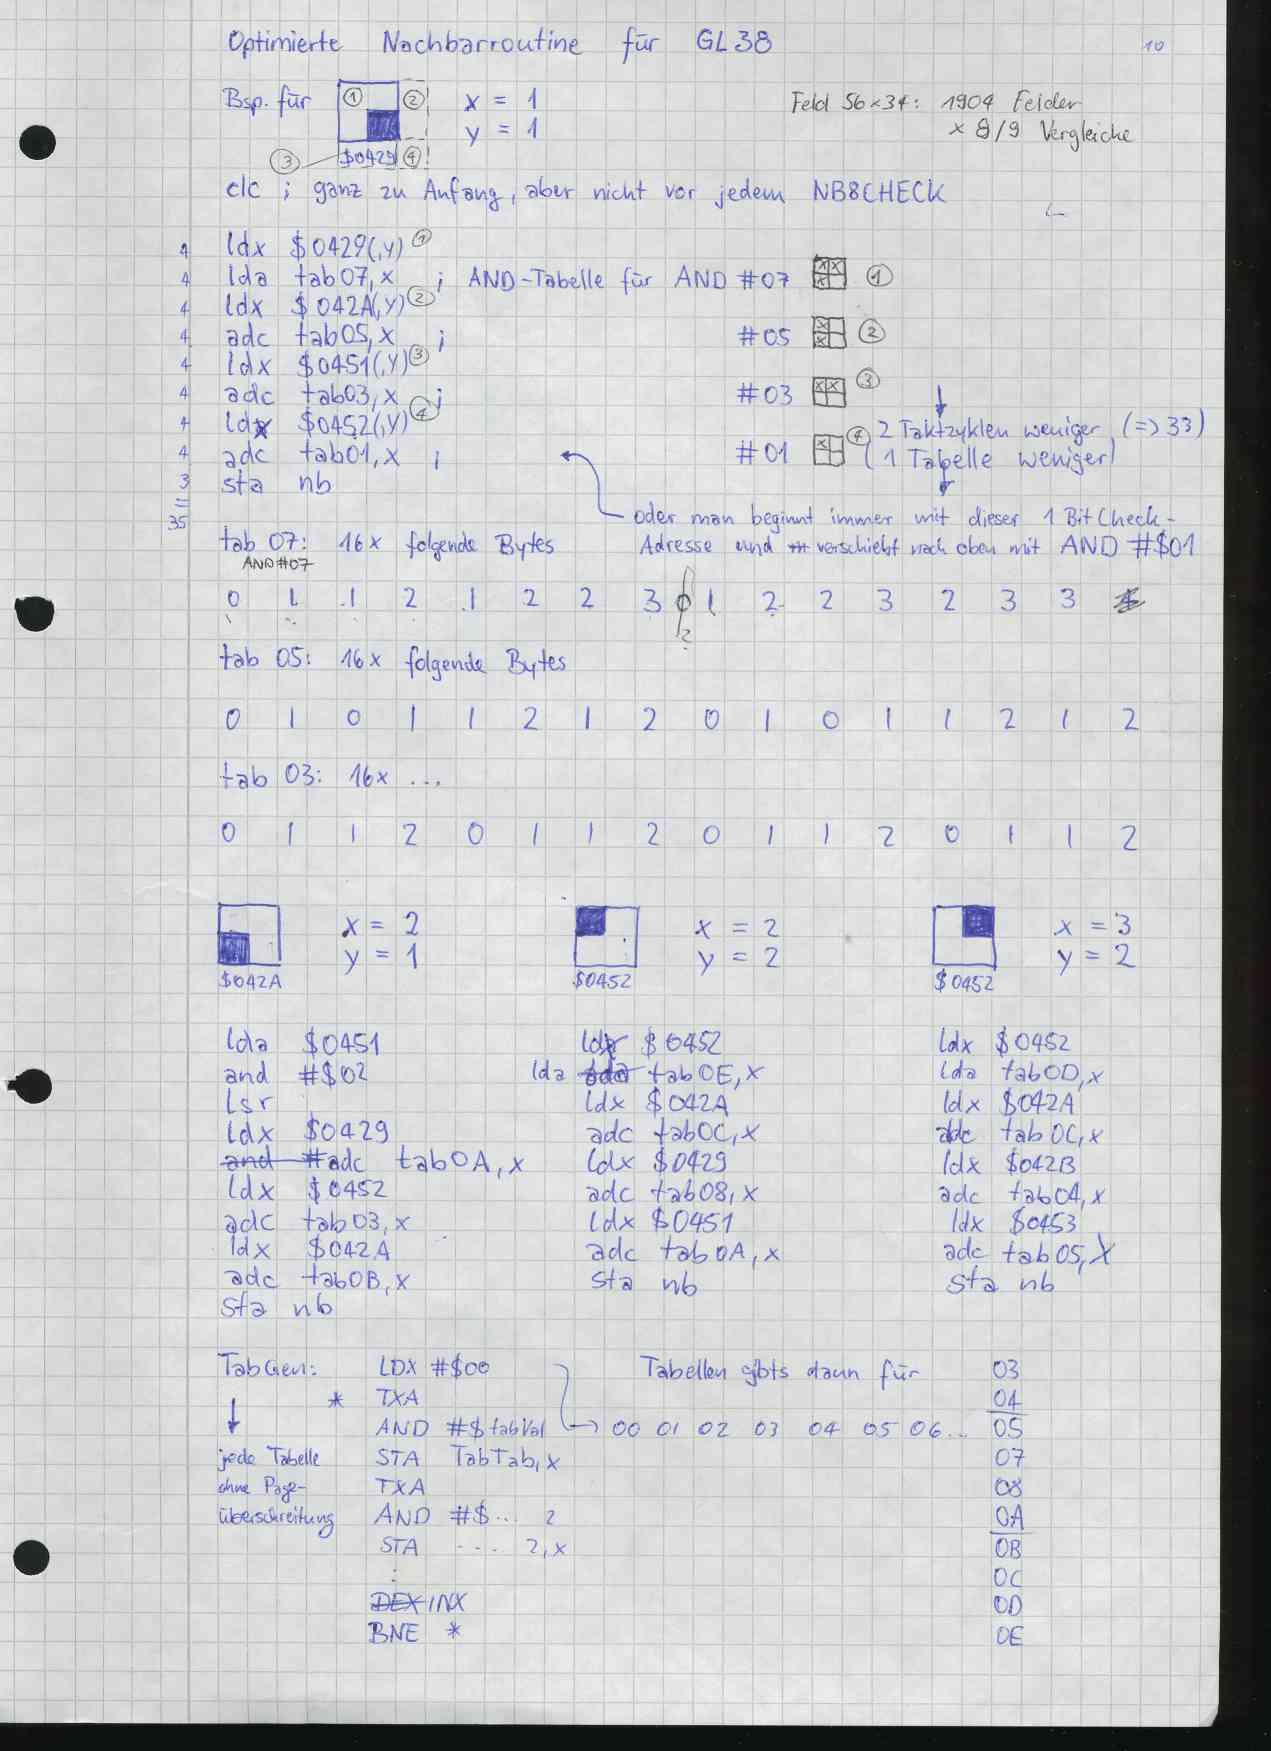 Optimierte Nachbarroutine für GL38
10
Bsp. für ① ② x = 1
y = 1
③ $0429 ④
Feld 56x34: 1904 Felder
x 8/9 Vergleiche
clc ; ganz zu Anfang, aber nicht vor jedem NB8CHECK
4 ldx $0429(,y) ①
4 lda tab07,x ; AND-Tabelle für AND #07 ①
4 ldx $042A(,y) ②
4 adc tab05,x ; #05 ②
4 ldx $0451(,y) ③
4 adc tab03,x ; #03 ③
4 ldx $0452(,y) ④
4 adc tab01,x ; #01 ④
3 sta nb
=
35
2 Taktzyklen weniger (=> 33)
(1 Tabelle weniger)
oder man beginnt immer mit dieser 1 Bit Check-
Adresse und verschiebt nach oben mit AND #$01
tab 07: 16x folgende Bytes
AND #07
0 1 1 2 1 2 2 3 0 1 2 2 3 2 3 3
?
tab 05: 16x folgende Bytes
0 1 0 1 1 2 1 2 0 1 0 1 1 2 1 2
tab 03: 16x ...
0 1 1 2 0 1 1 2 0 1 1 2 0 1 1 2
x = 2
y = 1
$042A
lda $0451
and #$02
lsr
ldx $0429
and # adc tab0A,x
ldx $0452
adc tab03,x
ldx $042A
adc tab0B,x
sta nb
x = 2
y = 2
$0452
ldx $0452
lda tab0E,x
ldx $042A
adc tab0C,x
ldx $0429
adc tab08,x
ldx $0451
adc tab0A,x
sta nb
x = 3
y = 2
$0452
ldx $0452
lda tab0D,x
ldx $042A
adc tab0C,x
ldx $042B
adc tab04,x
ldx $0453
adc tab05,x
sta nb
TabGen: LDX #$00
* TXA
AND #$tabVal
jede Tabelle STA TabTab,x
ohne Page- TXA
überschreitung AND #$... 2
STA ... 2,x
:
DEX INX
BNE *
00 01 02 03 04 05 06...
Tabellen gibts dann für
03
04
05
07
08
0A
0B
0C
0D
0E